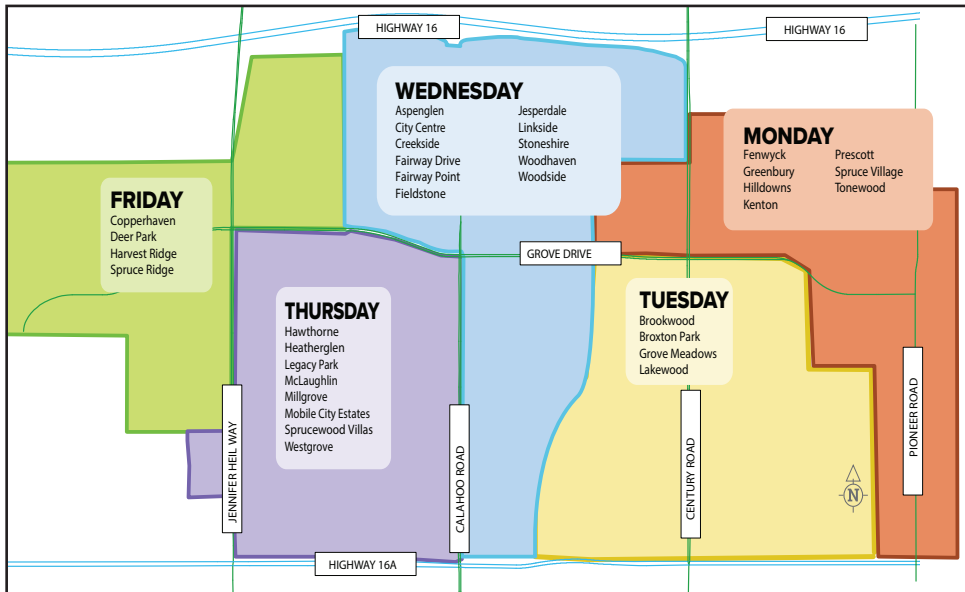 HIGHWAY 16
HIGHWAY 16
WEDNESDAY
Aspenglen
City Centre
Creekside
Fairway Drive
Fairway Point
Fieldstone
Jesperdale
Linkside
Stoneshire
Woodhaven
Woodside
MONDAY
Fenwyck
Greenbury
Hilldowns
Kenton
Prescott
Spruce Village
Tonewood
FRIDAY
Copperhaven
Deer Park
Harvest Ridge
Spruce Ridge
GROVE DRIVE
THURSDAY
Hawthorne
Heatherglen
Legacy Park
McLaughlin
Millgrove
Mobile City Estates
Sprucewood Villas
Westgrove
TUESDAY
Brookwood
Broxton Park
Grove Meadows
Lakewood
JENNIFER HEIL WAY
CALAHOO ROAD
CENTURY ROAD
PIONEER ROAD
N
HIGHWAY 16A